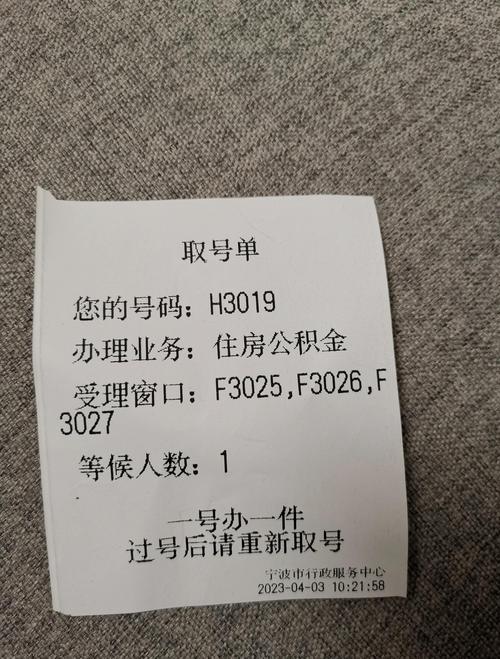 取号单
您的号码：H3019
办理业务：住房公积金
受理窗口：F3025,F3026,F
3027
等候人数：1
一号办一件
过号后请重新取号
宁波市行政服务中心
2023-04-03 10:21:58